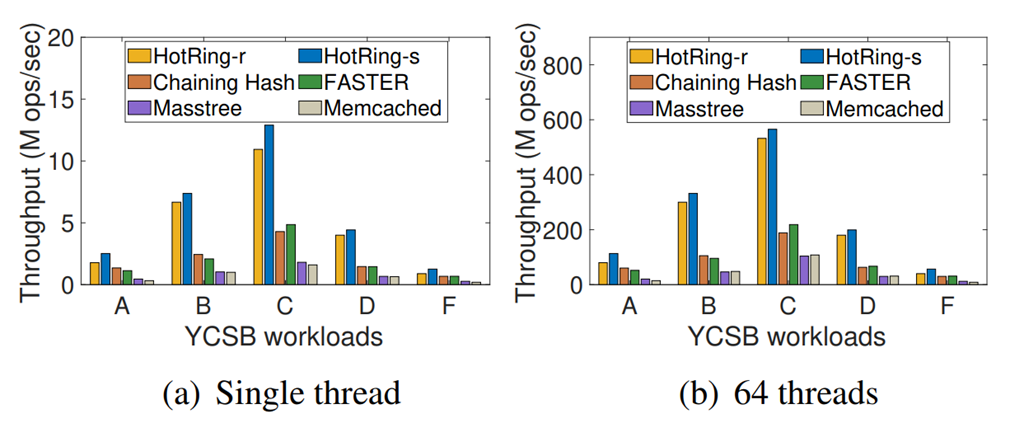 Throughput (M ops/sec)
20
15
10
5
0
HotRing-r HotRing-s
Chaining Hash FASTER
Masstree Memcached
A B C D F
YCSB workloads
(a) Single thread
Throughput (M ops/sec)
800
600
400
200
0
HotRing-r HotRing-s
Chaining Hash FASTER
Masstree Memcached
A B C D F
YCSB workloads
(b) 64 threads